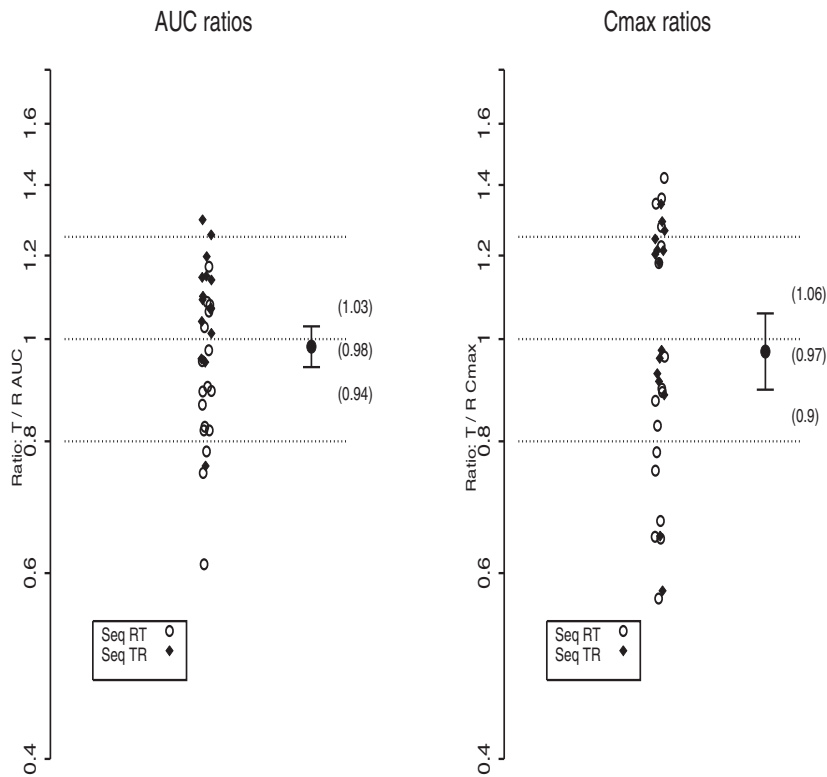 AUC ratios
Ratio: T / R AUC
1.6
1.4
1.2
1
0.8
0.6
0.4
(1.03)
(0.98)
(0.94)
Seq RT
Seq TR
Cmax ratios
Ratio: T / R Cmax
1.6
1.4
1.2
1
0.8
0.6
0.4
(1.06)
(0.97)
(0.9)
Seq RT
Seq TR